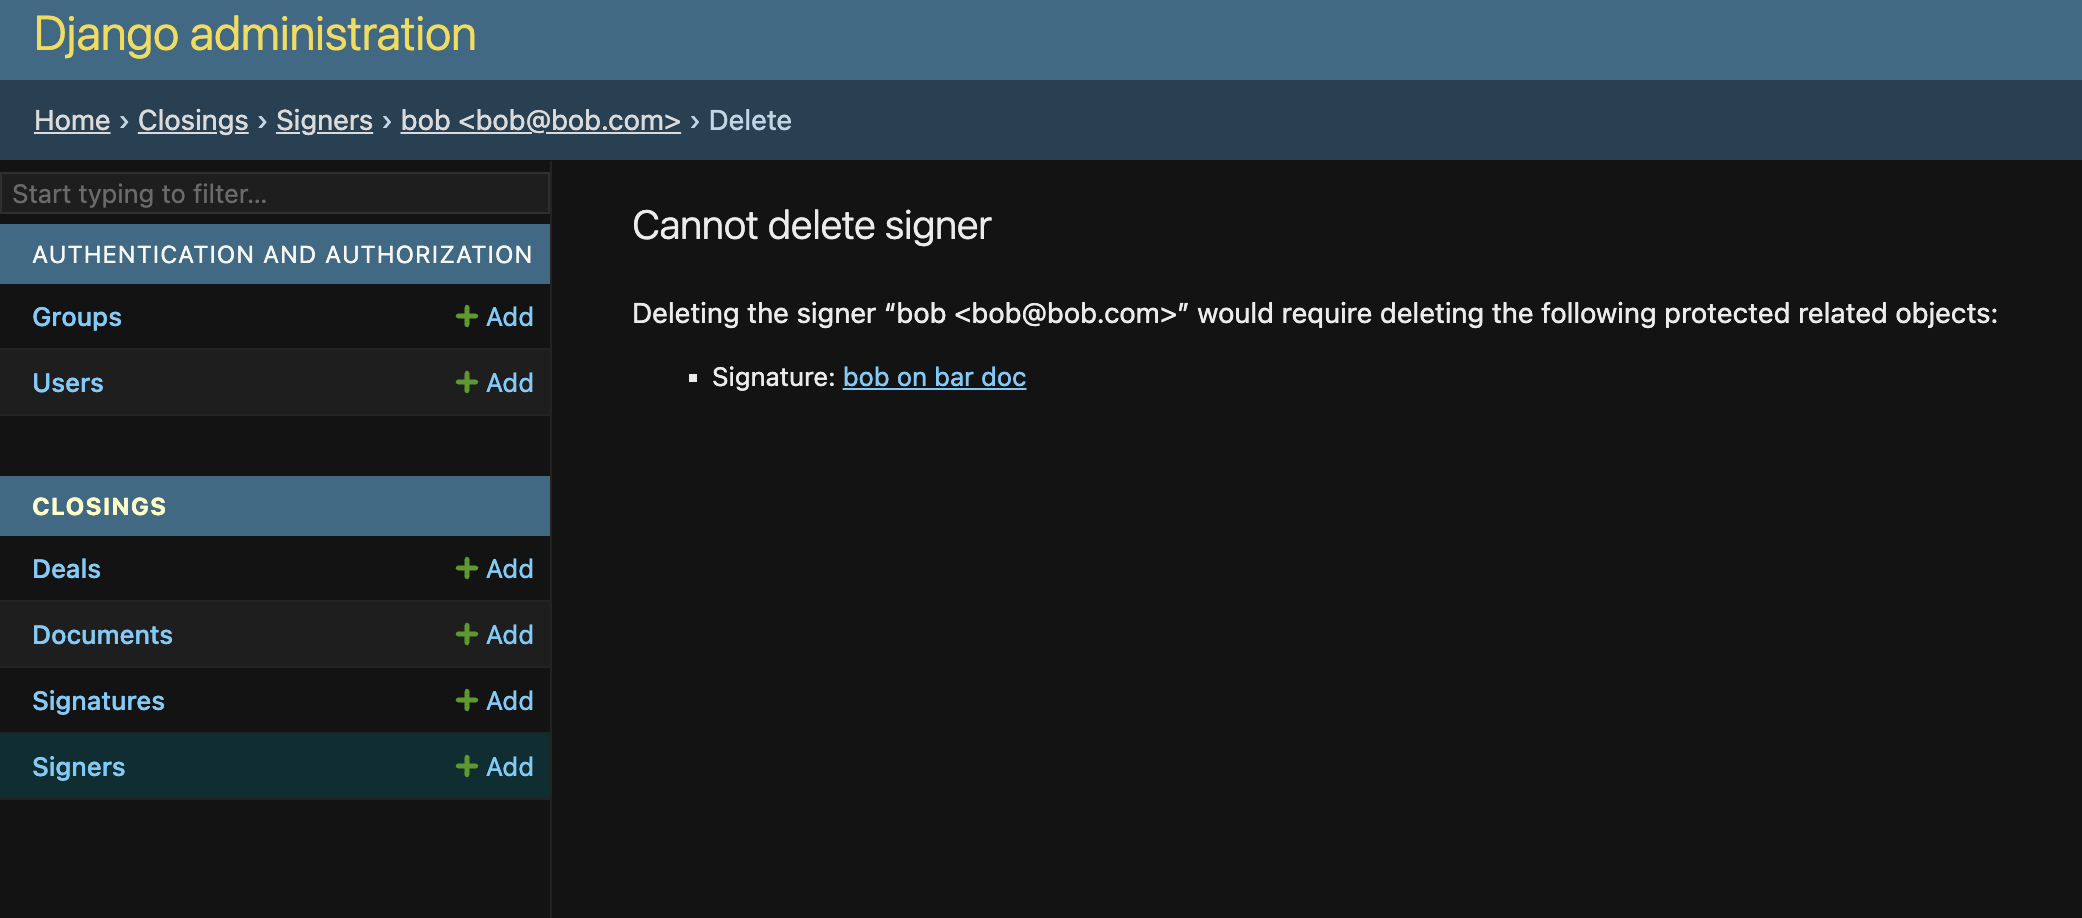 Django administration
Home › Closings › Signers › bob <bob@bob.com> › Delete
Start typing to filter...
AUTHENTICATION AND AUTHORIZATION
Groups + Add
Users + Add
CLOSINGS
Deals + Add
Documents + Add
Signatures + Add
Signers + Add
Cannot delete signer
Deleting the signer “bob <bob@bob.com>” would require deleting the following protected related objects:
▪ Signature: bob on bar doc